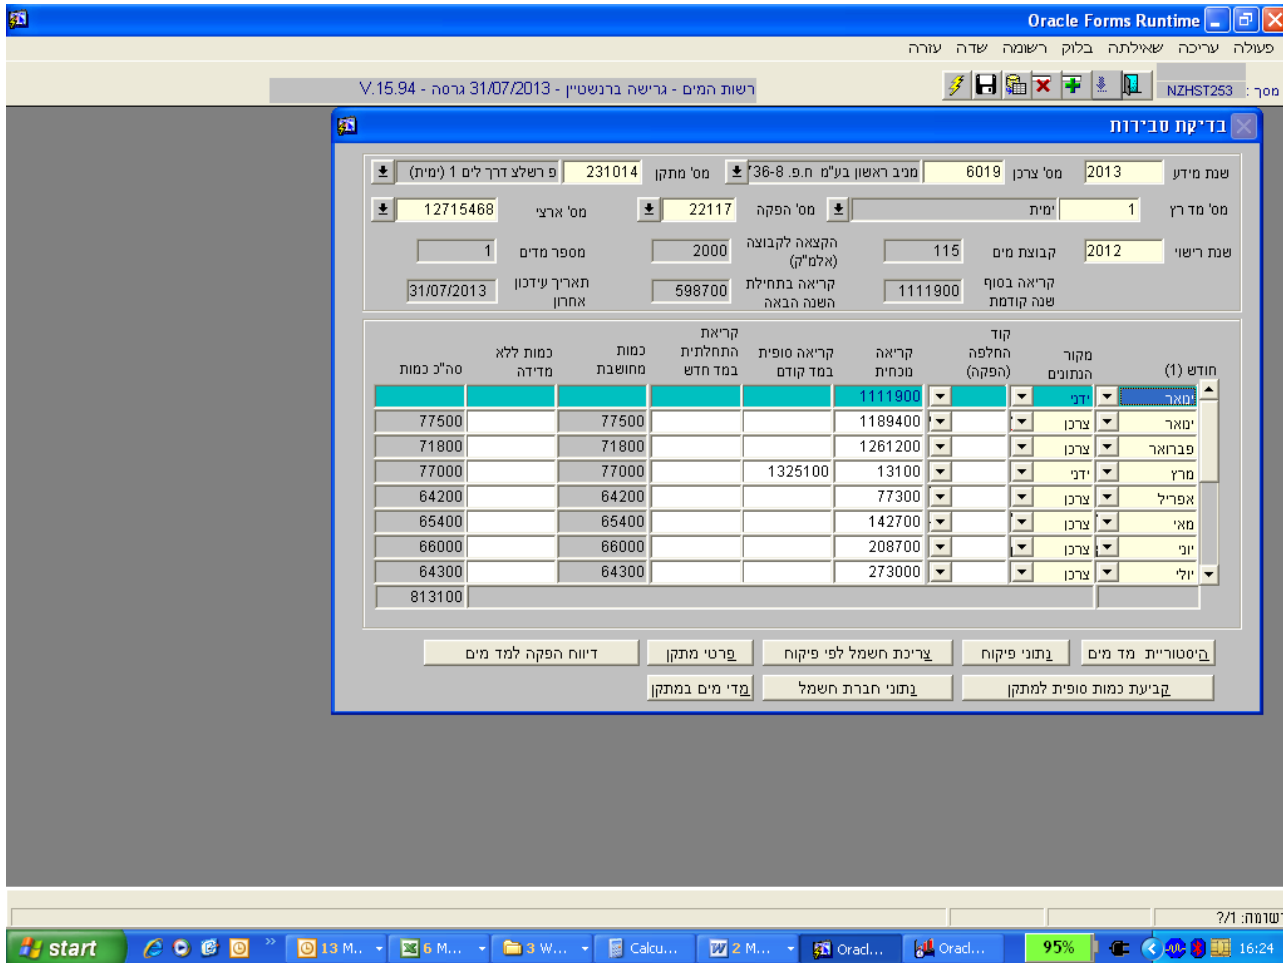 Oracle Forms Runtime
פעולה עריכה שאילתה בלוק רשומה שדה עזרה
מסך : NZHST253
רשות המים - גרישה ברנשטיין - 31/07/2013 גרסה - V.15.94
בדיקת סבירות
שנת מידע 2013 מס' צרכן 6019 מניב ראשון בע"מ ח.פ. 36-8 מס' מתקן 231014 פ רשלצ דרך לים 1 (ימית)
מס' מד רץ 1 ימית מס' הפקה 22117 מס' ארצי 12715468
שנת רישוי 2012 קבוצת מים 115 הקצאה לקבוצה (אלמ"ק) 2000 מספר מדים 1
קריאה בסוף שנה קודמת 1111900 קריאה בתחילת השנה הבאה 598700 תאריך עידכון אחרון 31/07/2013
חודש (1) מקור הנתונים קוד החלפה (הפקה) קריאה נוכחית קריאה סופית במד קודם קריאת התחלתית במד חדש כמות מחושבת כמות ללא מדידה סה"כ כמות
ינואר ידני 1111900
ינואר צרכן 1189400 77500 77500
פברואר צרכן 1261200 71800 71800
מרץ ידני 13100 1325100 77000 77000
אפריל צרכן 77300 64200 64200
מאי צרכן 142700 65400 65400
יוני צרכן 208700 66000 66000
יולי צרכן 273000 64300 64300
813100
היסטוריית מד מים נתוני פיקוח צריכת חשמל לפי פיקוח פרטי מתקן דיווח הפקה למד מים
קביעת כמות סופית למתקן נתוני חברת חשמל מדי מים במתקן
רשומה: 1/?
start 13 M... 6 M... 3 W... Calcu... 2 M... Oracl... Oracl... 95% 16:24